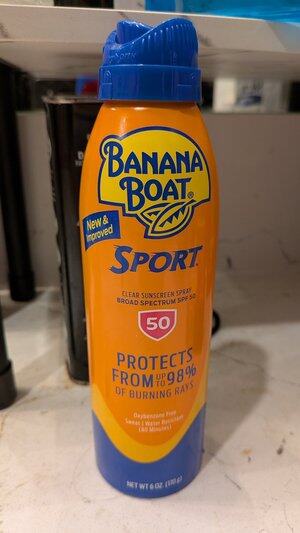 BANANA
BOAT®
New &
Improved
SPORT
CLEAR SUNSCREEN SPRAY
BROAD SPECTRUM SPF 50
50
PROTECTS
FROM UP TO 98%
OF BURNING RAYS
Oxybenzone Free
Sweat | Water Resistant
(80 Minutes)
NET WT 6 OZ. (170 g)